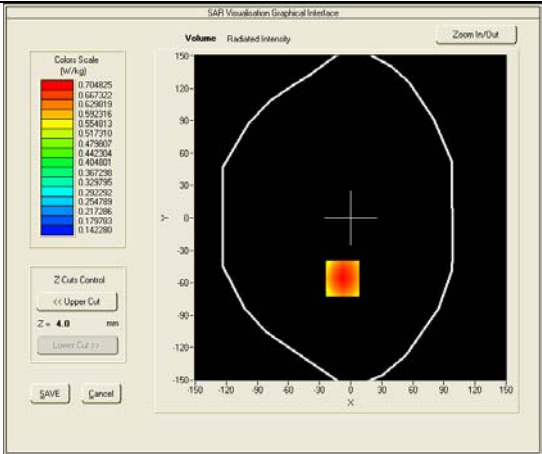 SAR Visualisation Graphical Interface
Volume Radiated Intensity
Zoom In/Out
Colors Scale
(W/kg)
0.704825
0.667322
0.629819
0.592316
0.554813
0.517310
0.479807
0.442304
0.404801
0.367298
0.329795
0.292292
0.254789
0.217286
0.179783
0.142280
Z-Cuts Control
<< Upper Cut
Z = 4.0 mm
Lower Cut >>
SAVE Cancel
150
120
90
60
30
Y 0
-30
-60
-90
-120
-150
-150 -120 -90 -60 -30 0 30 60 90 120 150
X